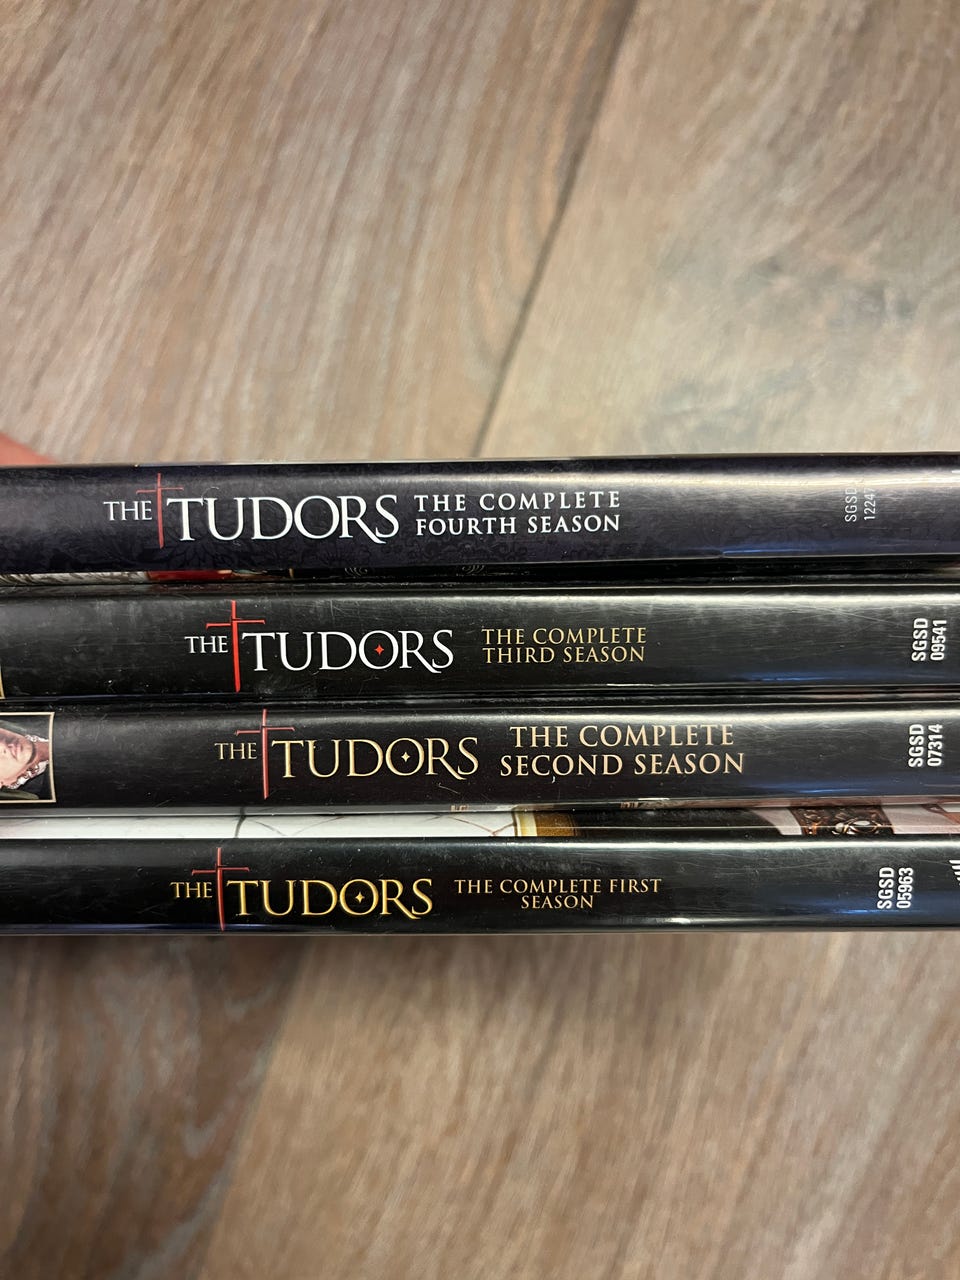 THE TUDORS THE COMPLETE
FOURTH SEASON
SGSD
THE TUDORS THE COMPLETE
THIRD SEASON
SGSD
09541
THE TUDORS THE COMPLETE
SECOND SEASON
SGSD
07314
THE TUDORS THE COMPLETE FIRST
SEASON
SGSD
05963